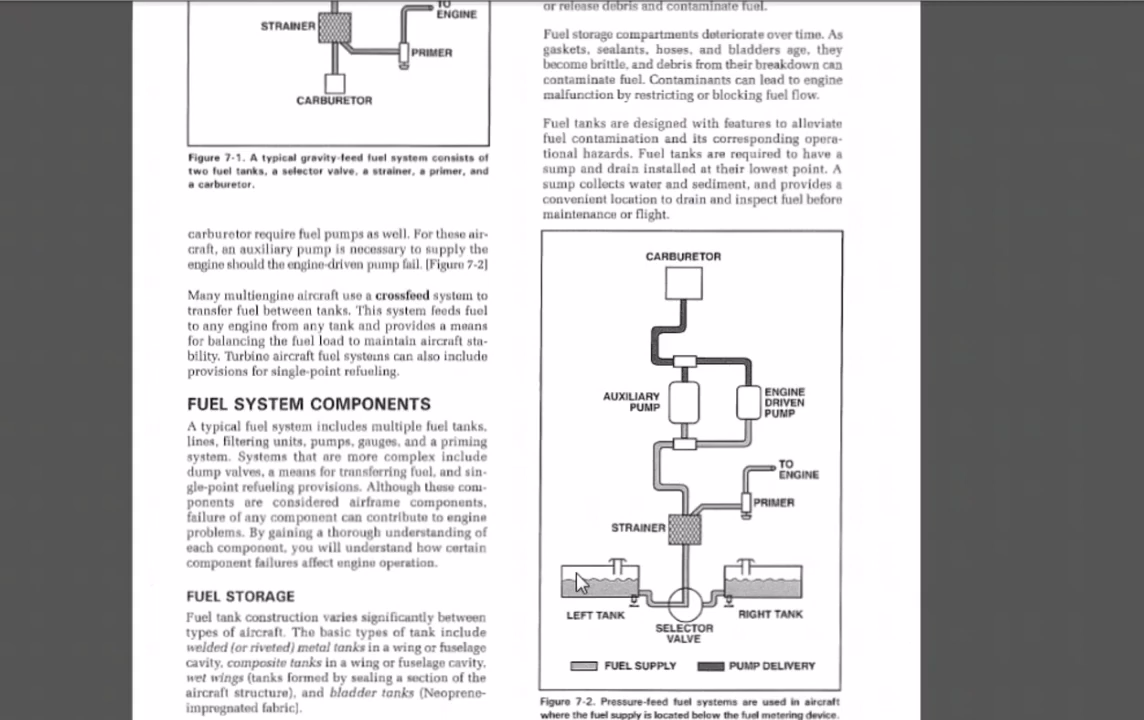 TO
ENGINE
STRAINER
PRIMER
CARBURETOR
Figure 7-1. A typical gravity-feed fuel system consists of
two fuel tanks, a selector valve, a strainer, a primer, and
a carburetor.
carburetor require fuel pumps as well. For these air-
craft, an auxiliary pump is necessary to supply the
engine should the engine-driven pump fail. [Figure 7-2]
Many multiengine aircraft use a crossfeed system to
transfer fuel between tanks. This system feeds fuel
to any engine from any tank and provides a means
for balancing the fuel load to maintain aircraft sta-
bility. Turbine aircraft fuel systems can also include
provisions for single-point refueling.
FUEL SYSTEM COMPONENTS
A typical fuel system includes multiple fuel tanks,
lines, filtering units, pumps, gauges, and a priming
system. Systems that are more complex include
dump valves, a means for transferring fuel, and sin-
gle-point refueling provisions. Although these com-
ponents are considered airframe components,
failure of any component can contribute to engine
problems. By gaining a thorough understanding of
each component, you will understand how certain
component failures affect engine operation.
FUEL STORAGE
Fuel tank construction varies significantly between
types of aircraft. The basic types of tank include
welded (or riveted) metal tanks in a wing or fuselage
cavity, composite tanks in a wing or fuselage cavity,
wet wings (tanks formed by sealing a section of the
aircraft structure), and bladder tanks (Neoprene-
impregnated fabric).
or release debris and contaminate fuel.
Fuel storage compartments deteriorate over time. As
gaskets, sealants, hoses, and bladders age, they
become brittle, and debris from their breakdown can
contaminate fuel. Contaminants can lead to engine
malfunction by restricting or blocking fuel flow.
Fuel tanks are designed with features to alleviate
fuel contamination and its corresponding opera-
tional hazards. Fuel tanks are required to have a
sump and drain installed at their lowest point. A
sump collects water and sediment, and provides a
convenient location to drain and inspect fuel before
maintenance or flight.
CARBURETOR
AUXILIARY
PUMP
ENGINE
DRIVEN
PUMP
TO
ENGINE
PRIMER
STRAINER
LEFT TANK
RIGHT TANK
SELECTOR
VALVE
FUEL SUPPLY
PUMP DELIVERY
Figure 7-2. Pressure-feed fuel systems are used in aircraft
where the fuel supply is located below the fuel metering device.